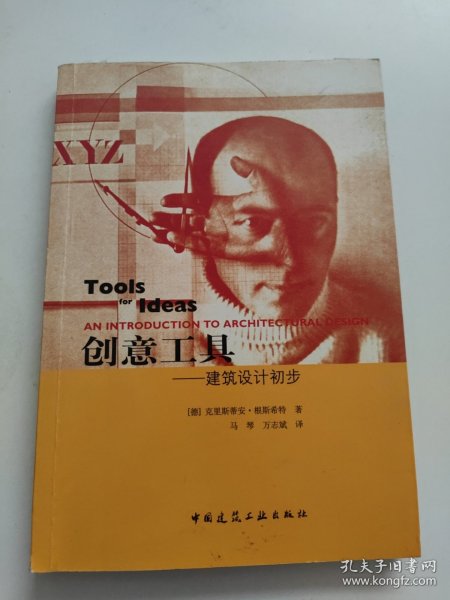 XYZ
Tools
for Ideas
AN INTRODUCTION TO ARCHITECTURAL DESIGN
创意工具
——建筑设计初步
[德] 克里斯蒂安·根斯希特 著
马 琴 万志斌 译
中国建筑工业出版社
孔夫子旧书网
www.kongfz.com